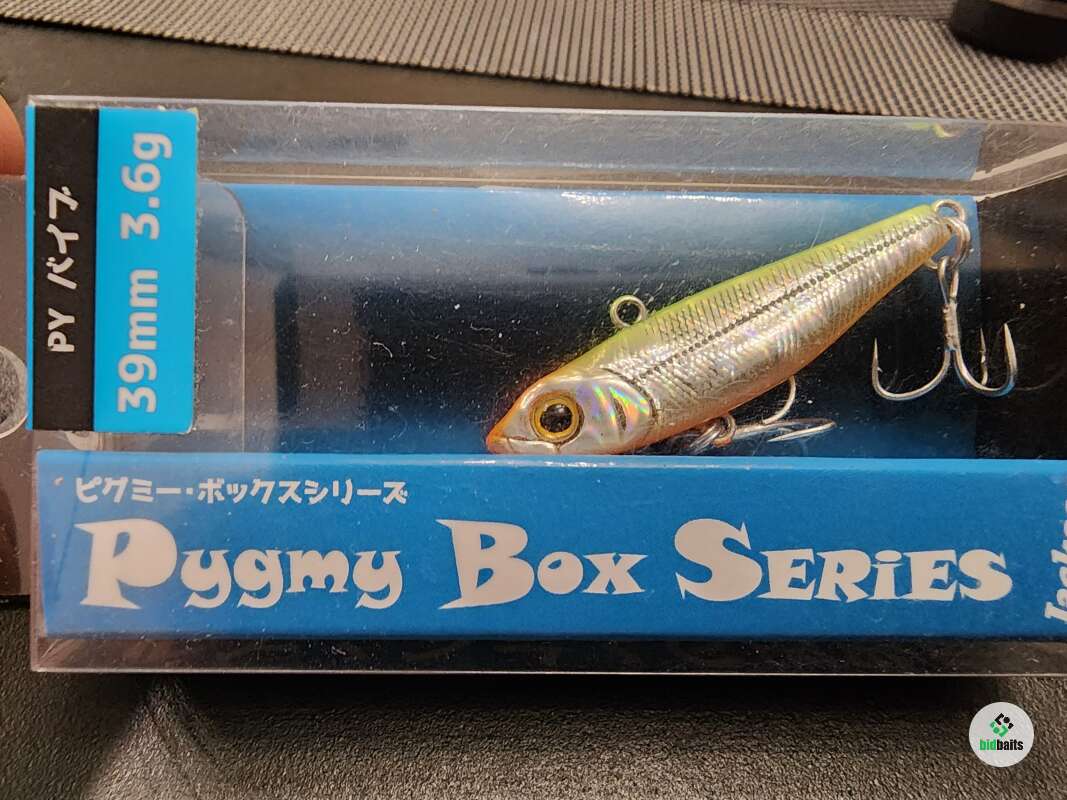 PY バイブ
39mm 3.6g
ピグミー・ボックスシリーズ
Pygmy Box SERiES
bidbaits